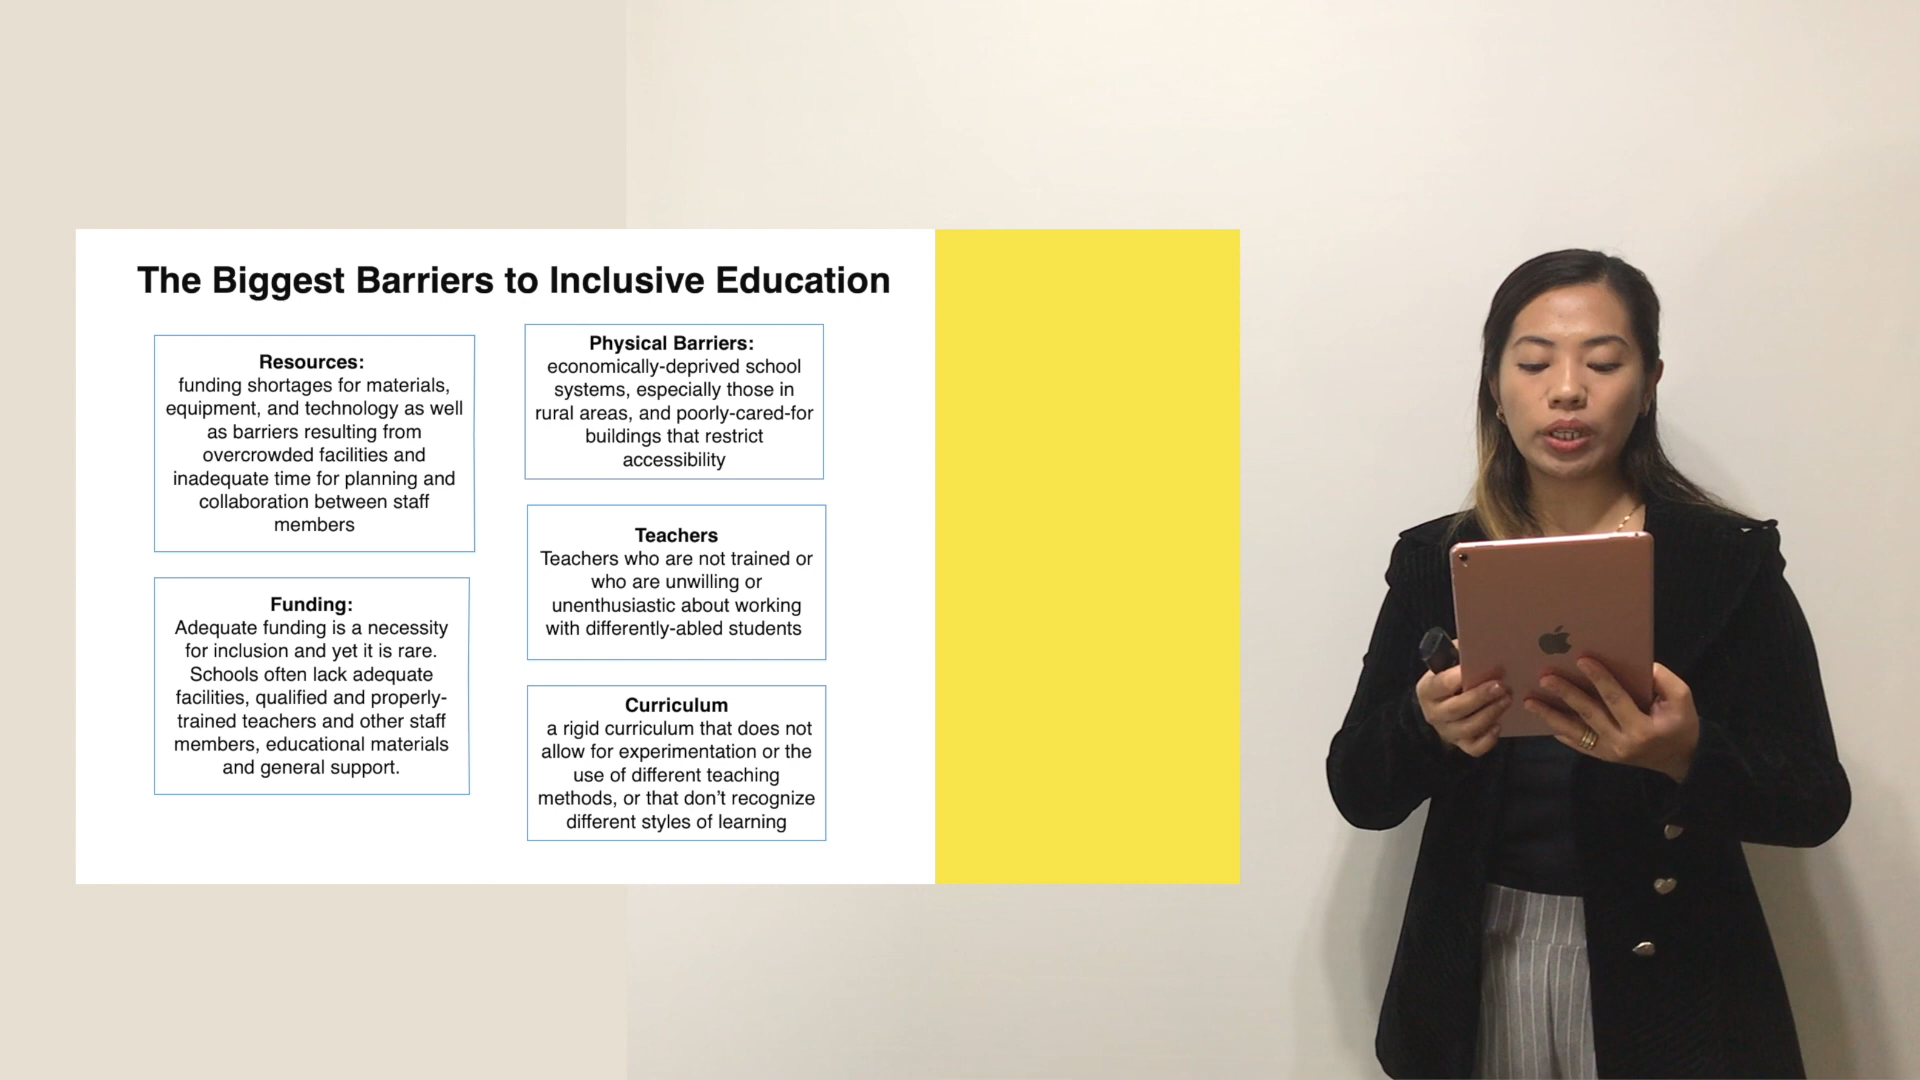 The Biggest Barriers to Inclusive Education
Resources:
funding shortages for materials,
equipment, and technology as well
as barriers resulting from
overcrowded facilities and
inadequate time for planning and
collaboration between staff
members
Funding:
Adequate funding is a necessity
for inclusion and yet it is rare.
Schools often lack adequate
facilities, qualified and properly-
trained teachers and other staff
members, educational materials
and general support.
Physical Barriers:
economically-deprived school
systems, especially those in
rural areas, and poorly-cared-for
buildings that restrict
accessibility
Teachers
Teachers who are not trained or
who are unwilling or
unenthusiastic about working
with differently-abled students
Curriculum
a rigid curriculum that does not
allow for experimentation or the
use of different teaching
methods, or that don’t recognize
different styles of learning